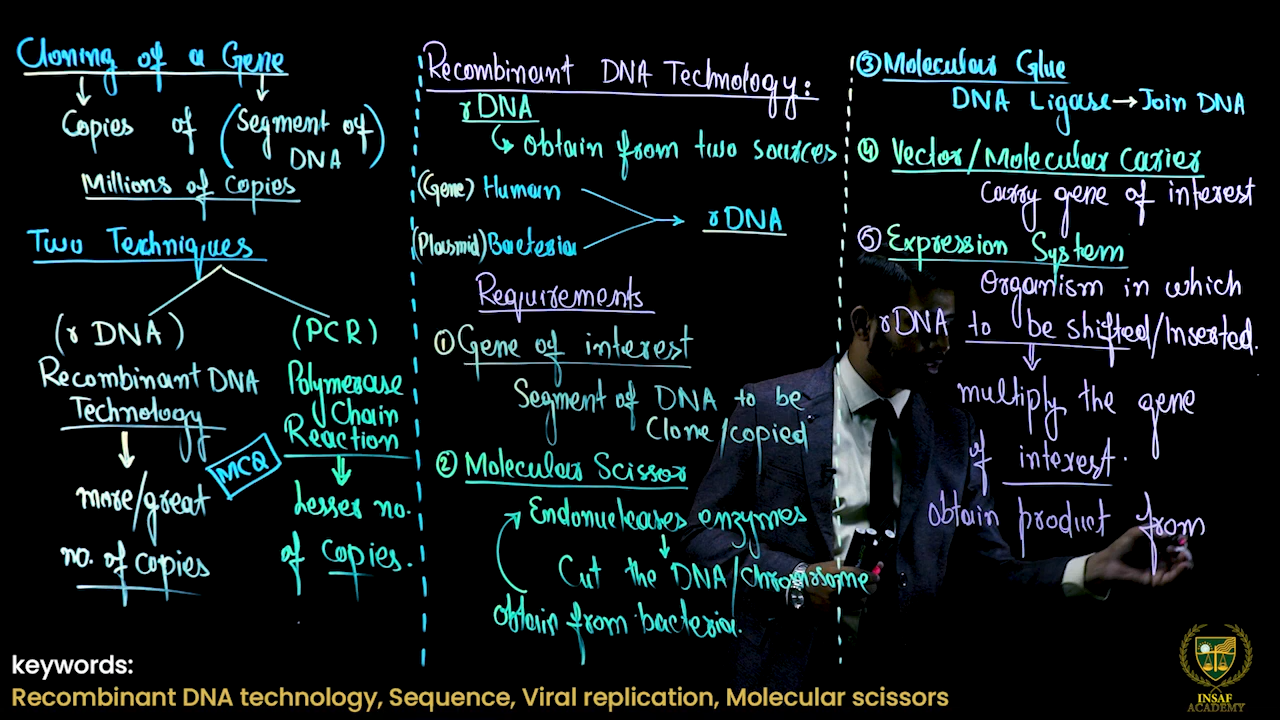 Cloning of a Gene
Copies of (Segment of DNA)
Millions of copies
Two Techniques
(rDNA)
Recombinant DNA
Technology
more/great
no. of copies
MCQ
(PCR)
Polymerase
Chain
Reaction
Lesser no.
of copies.
Recombinant DNA Technology:
rDNA
obtain from two sources
(Gene) Human
(Plasmid) Bacteria
rDNA
Requirements
① Gene of interest
Segment of DNA to be
Clone/copied
② Molecular Scissor
Endonucleases enzymes
Cut the DNA/chromosome
obtain from bacteria.
③ Molecular Glue
DNA Ligase → Join DNA
④ Vector/Molecular Carier
Carry gene of interest
⑤ Expression System
Organism in which
rDNA to be shifted/Inserted.
multiply the gene
of interest.
obtain product from
keywords:
Recombinant DNA technology, Sequence, Viral replication, Molecular scissors
INSAF
ACADEMY